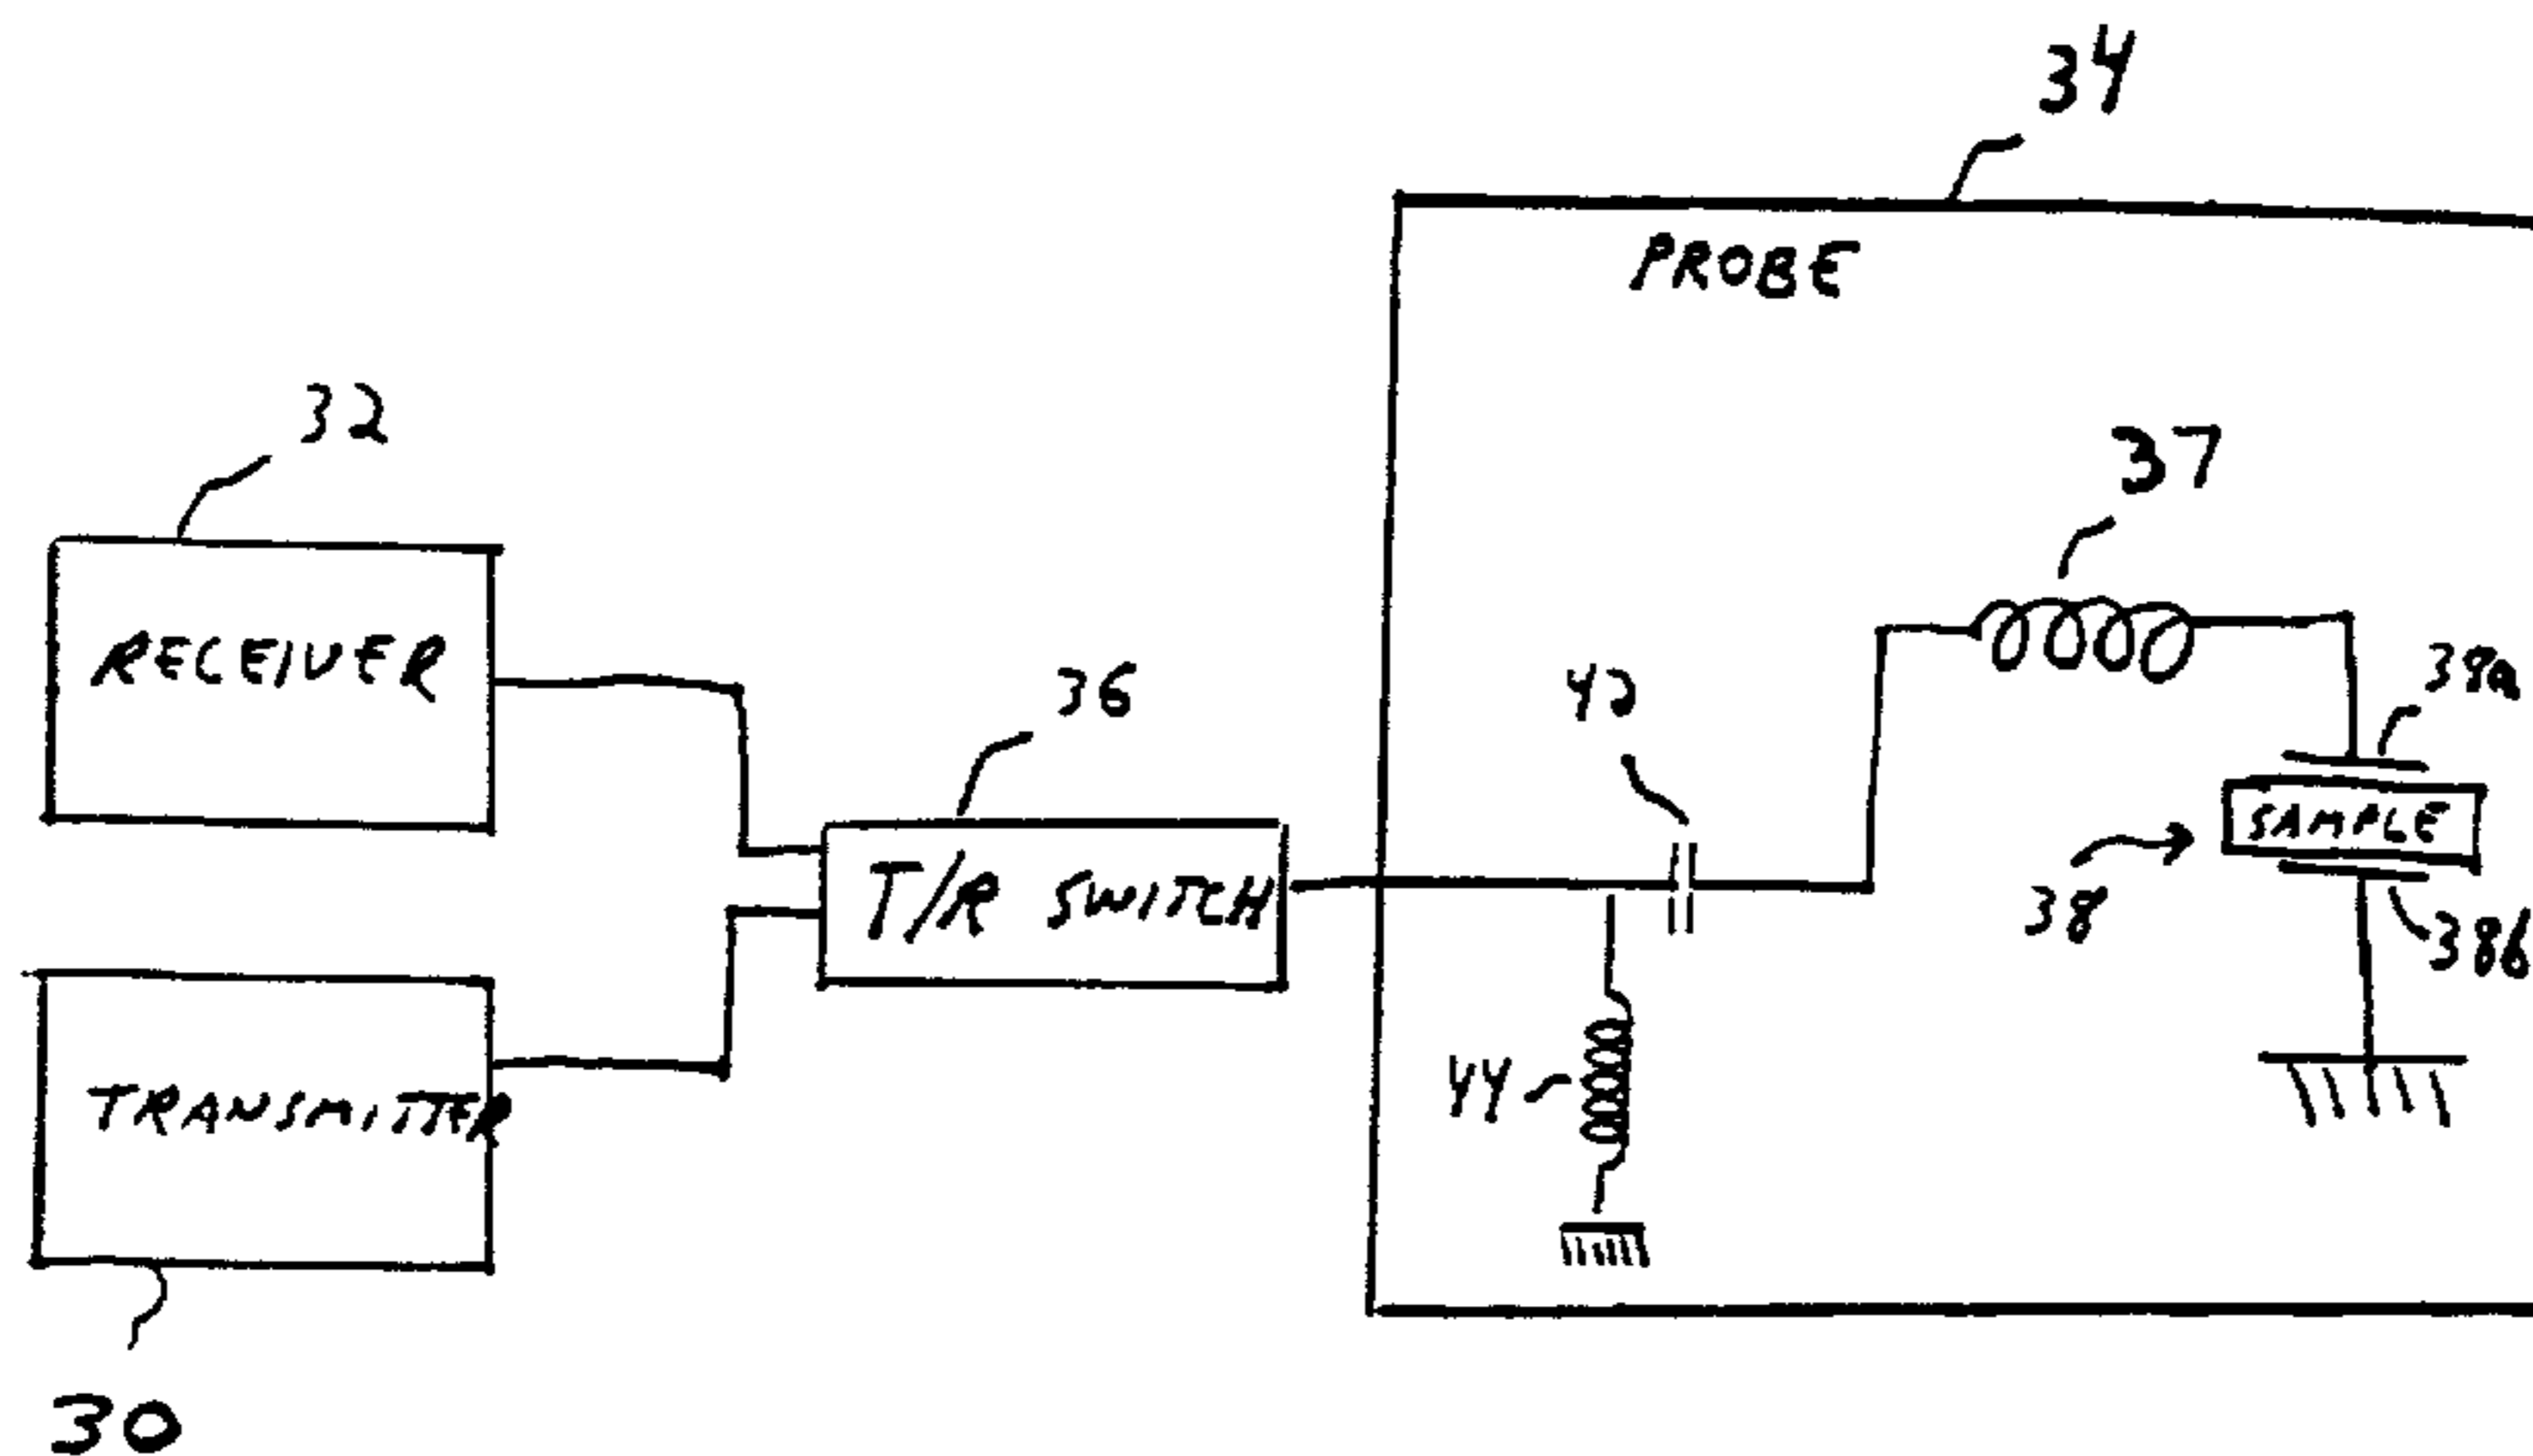 34
PROBE
32
37
RECEIVER
36
42
38a
T/R SWITCH
SAMPLE
38
38b
TRANSMITTER
44
30